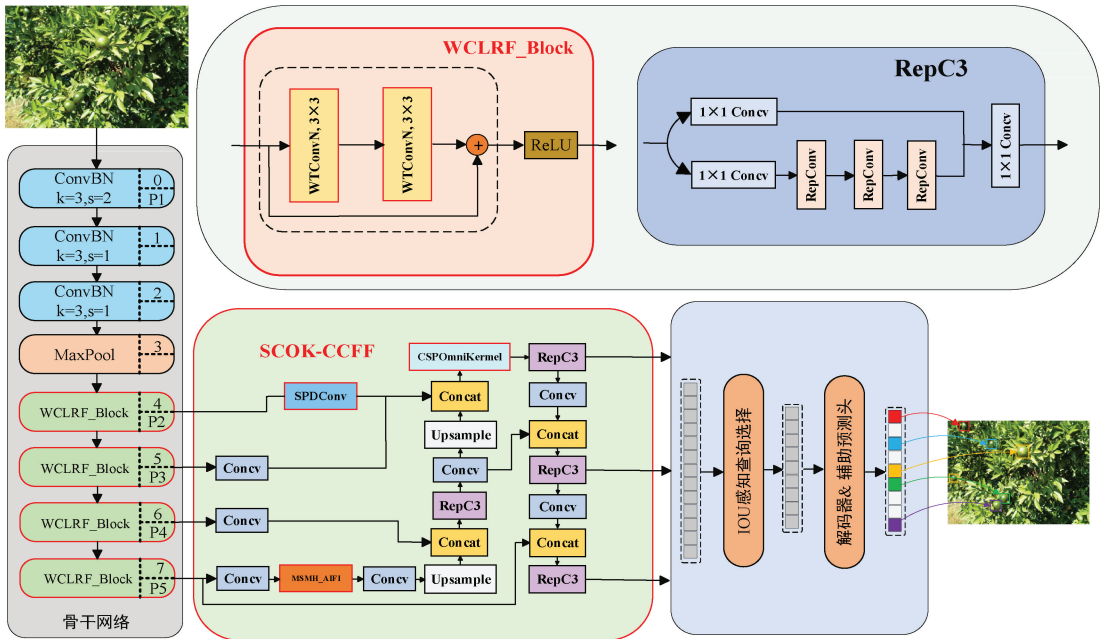 WCLRF_Block
WTConvN, 3×3
WTConvN, 3×3
+
ReLU
RepC3
1×1 Concv
1×1 Concv
RepConv
RepConv
RepConv
1×1 Concv
ConvBN
k=3,s=2
0
P1
ConvBN
k=3,s=1
1
ConvBN
k=3,s=1
2
MaxPool
3
WCLRF_Block
4
P2
WCLRF_Block
5
P3
WCLRF_Block
6
P4
WCLRF_Block
7
P5
骨干网络
SCOK-CCFF
SPDConv
Concv
Concv
Concv
MSMH_AIFI
Concv
CSPOmniKernel
Concat
Upsample
Concv
RepC3
Concat
Upsample
RepC3
Concv
Concat
RepC3
Concv
Concat
RepC3
IOU感知查询选择
解码器& 辅助预测头